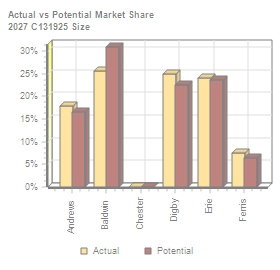 Actual vs Potential Market Share
2027 C131925 Size
30%
25%
20%
15%
10%
5%
0%
Andrews
Baldwin
Chester
Digby
Erie
Ferris
Actual
Potential